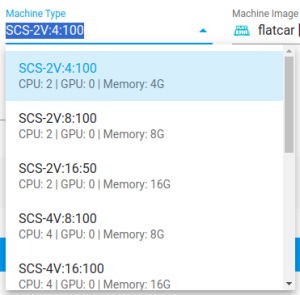 Machine Type
Machine Image
SCS-2V:4:100
flatcar
SCS-2V:4:100
CPU: 2 | GPU: 0 | Memory: 4G
SCS-2V:8:100
CPU: 2 | GPU: 0 | Memory: 8G
SCS-2V:16:50
CPU: 2 | GPU: 0 | Memory: 16G
SCS-4V:8:100
CPU: 4 | GPU: 0 | Memory: 8G
SCS-4V:16:100
CPU: 4 | GPU: 0 | Memory: 16G